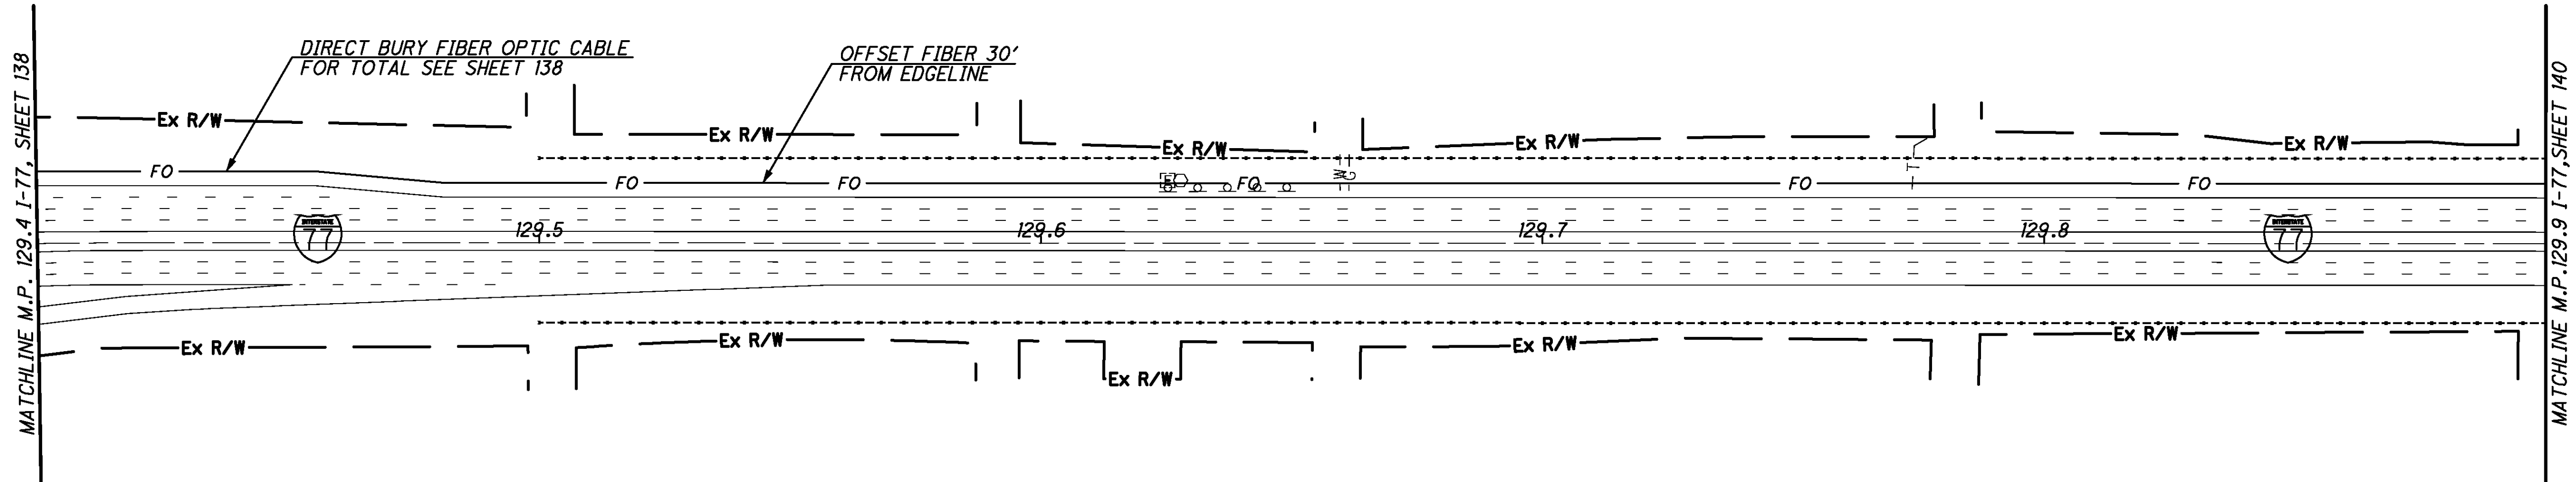 MATCHLINE M.P. 129.4 I-77, SHEET 138
DIRECT BURY FIBER OPTIC CABLE
FOR TOTAL SEE SHEET 138
OFFSET FIBER 30'
FROM EDGELINE
Ex R/W
Ex R/W
Ex R/W
Ex R/W
Ex R/W
FO
FO
FO
FO
FO
FO
E
W
G
T
INTERSTATE
77
129.5
129.6
129.7
129.8
INTERSTATE
77
Ex R/W
Ex R/W
Ex R/W
Ex R/W
Ex R/W
MATCHLINE M.P.129.9 I-77,SHEET 140